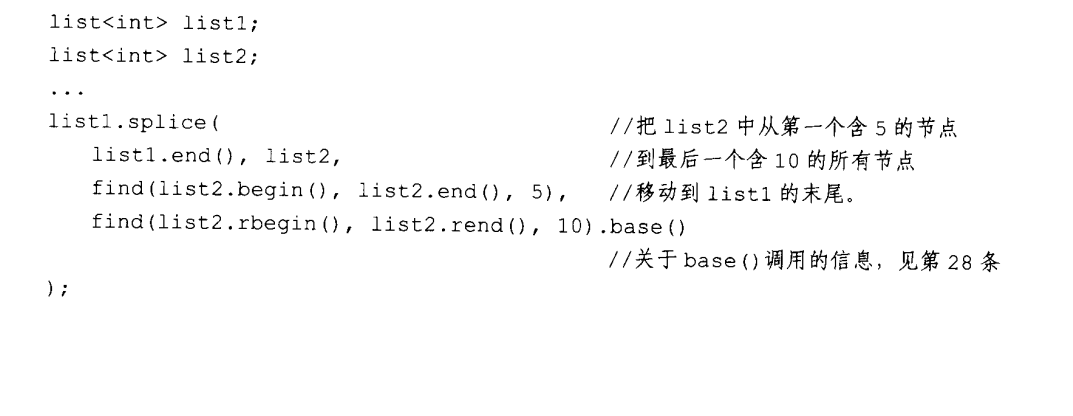 list<int> list1;
list<int> list2;
...
list1.splice( //把 list2 中从第一个含 5 的节点
list1.end(), list2, //到最后一个含 10 的所有节点
find(list2.begin(), list2.end(), 5), //移动到 list1 的末尾。
find(list2.rbegin(), list2.rend(), 10).base()
//关于 base()调用的信息，见第 28 条
);